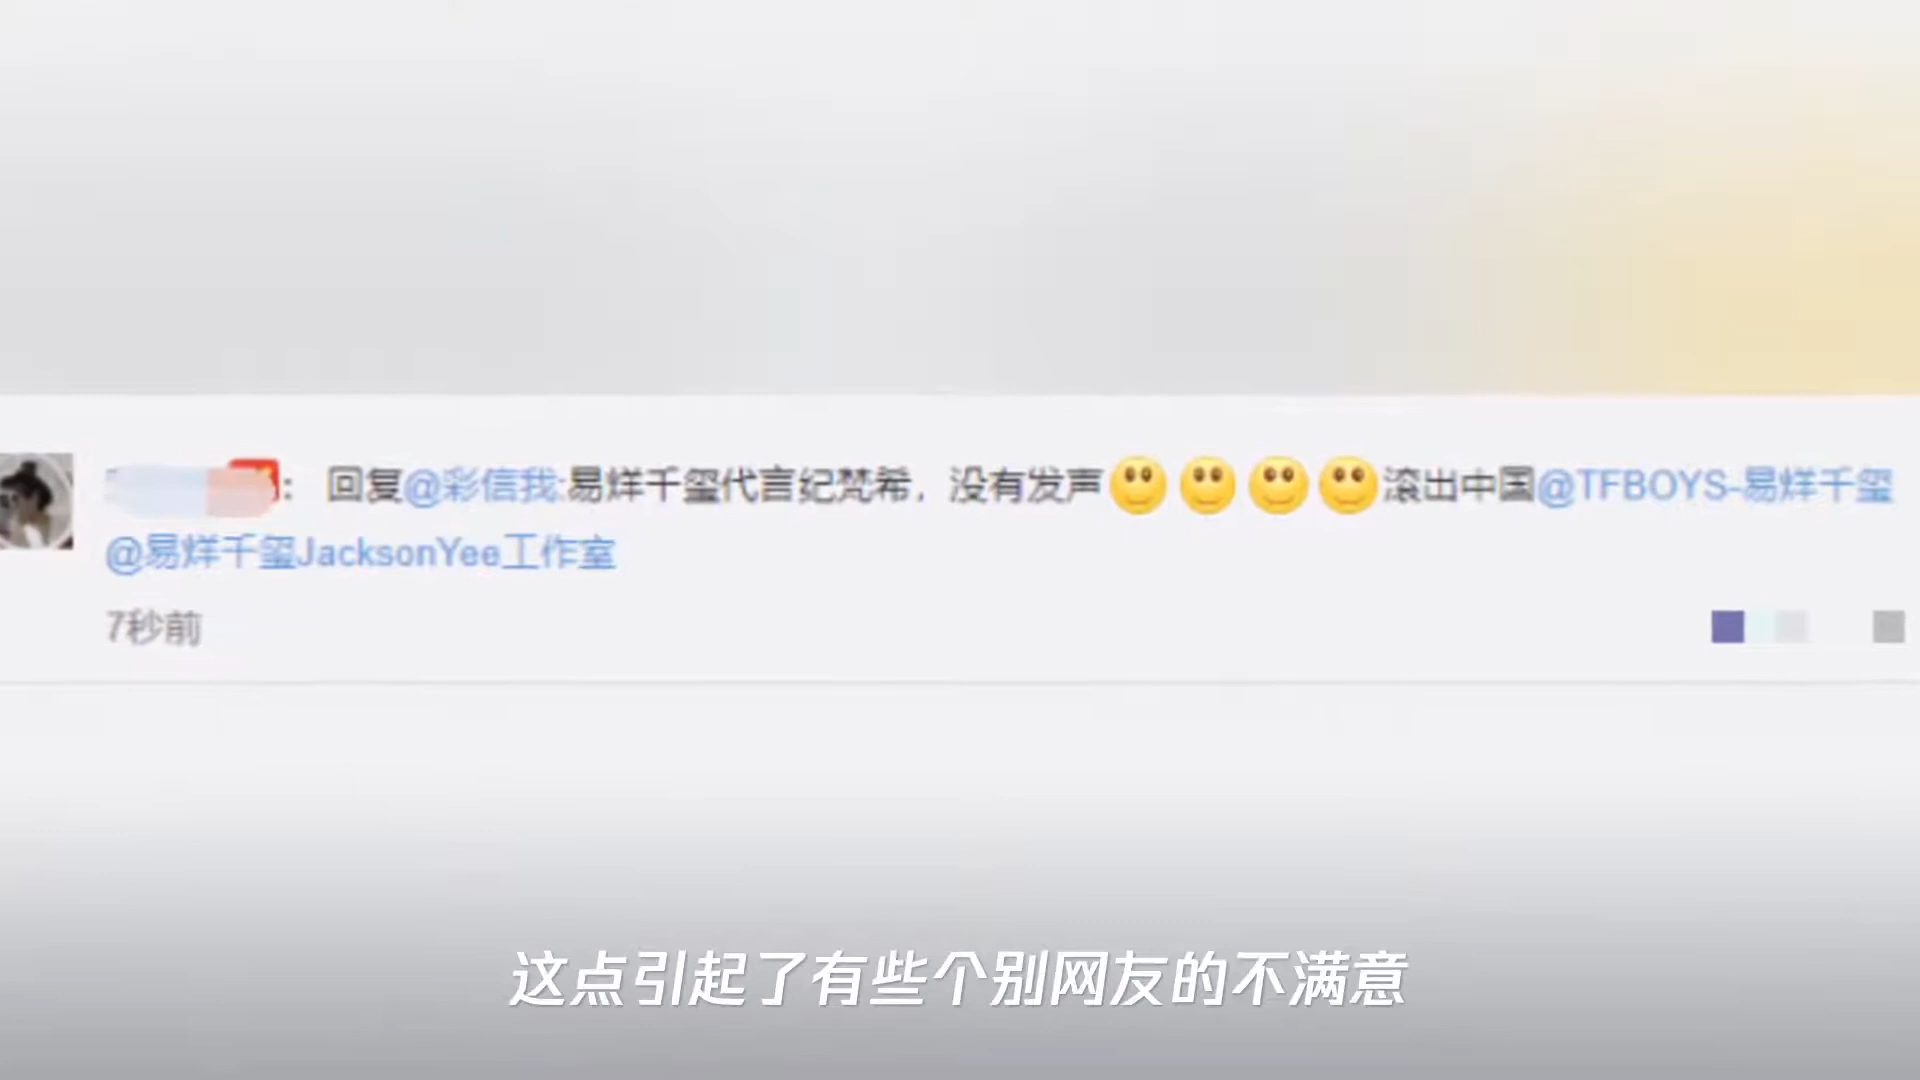 : 回复@彩信我:易烊千玺代言纪梵希，没有发声滚出中国@TFBOYS-易烊千玺
@易烊千玺JacksonYee工作室
7秒前
这点引起了有些个别网友的不满意